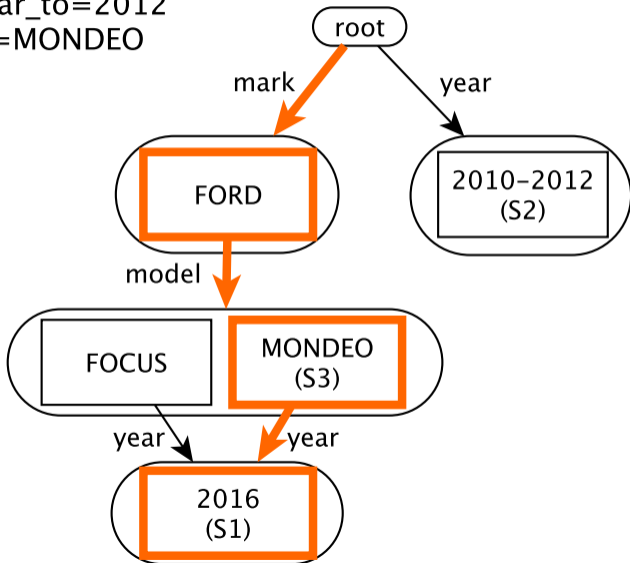 ar_to=2012
=MONDEO
root
mark
year
FORD
2010-2012
(S2)
model
FOCUS
MONDEO
(S3)
year
year
2016
(S1)